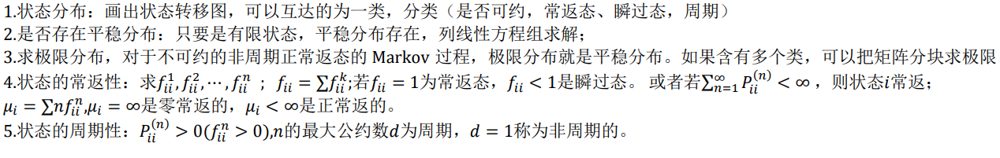 1.状态分布：画出状态转移图，可以互达的为一类，分类（是否可约，常返态、瞬过态，周期）
2.是否存在平稳分布：只要是有限状态，平稳分布存在，列线性方程组求解；
3.求极限分布，对于不可约的非周期正常返态的 Markov 过程，极限分布就是平稳分布。如果含有多个类，可以把矩阵分块求极限
4.状态的常返性：求$f_{ii}^1, f_{ii}^2, \cdots, f_{ii}^n$ ; $f_{ii} = \sum f_{ii}^k$;若$f_{ii} = 1$为常返态，$f_{ii} < 1$是瞬过态。 或者若$\sum_{n=1}^{\infty} P_{ii}^{(n)} < \infty$ ，则状态$i$常返；
$\mu_i = \sum n f_{ii}^n$,$\mu_i = \infty$是零常返的，$\mu_i < \infty$是正常返的。
5.状态的周期性：$P_{ii}^{(n)} > 0(f_{ii}^n > 0)$,$n$的最大公约数$d$为周期，$d = 1$称为非周期的。